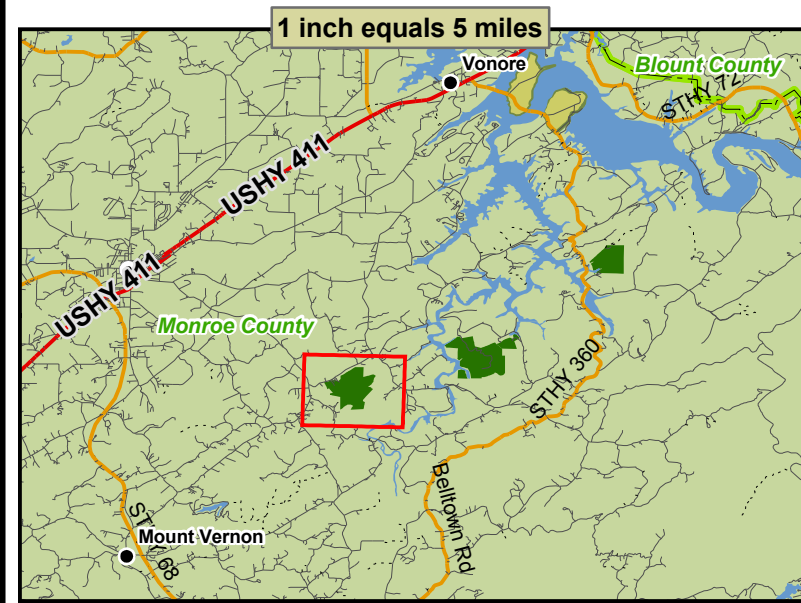 1 inch equals 5 miles
Vonore
Blount County
STHY 72
USHY 411
USHY 411
Monroe County
STHY 360
Belltown Rd
STHY 68
Mount Vernon